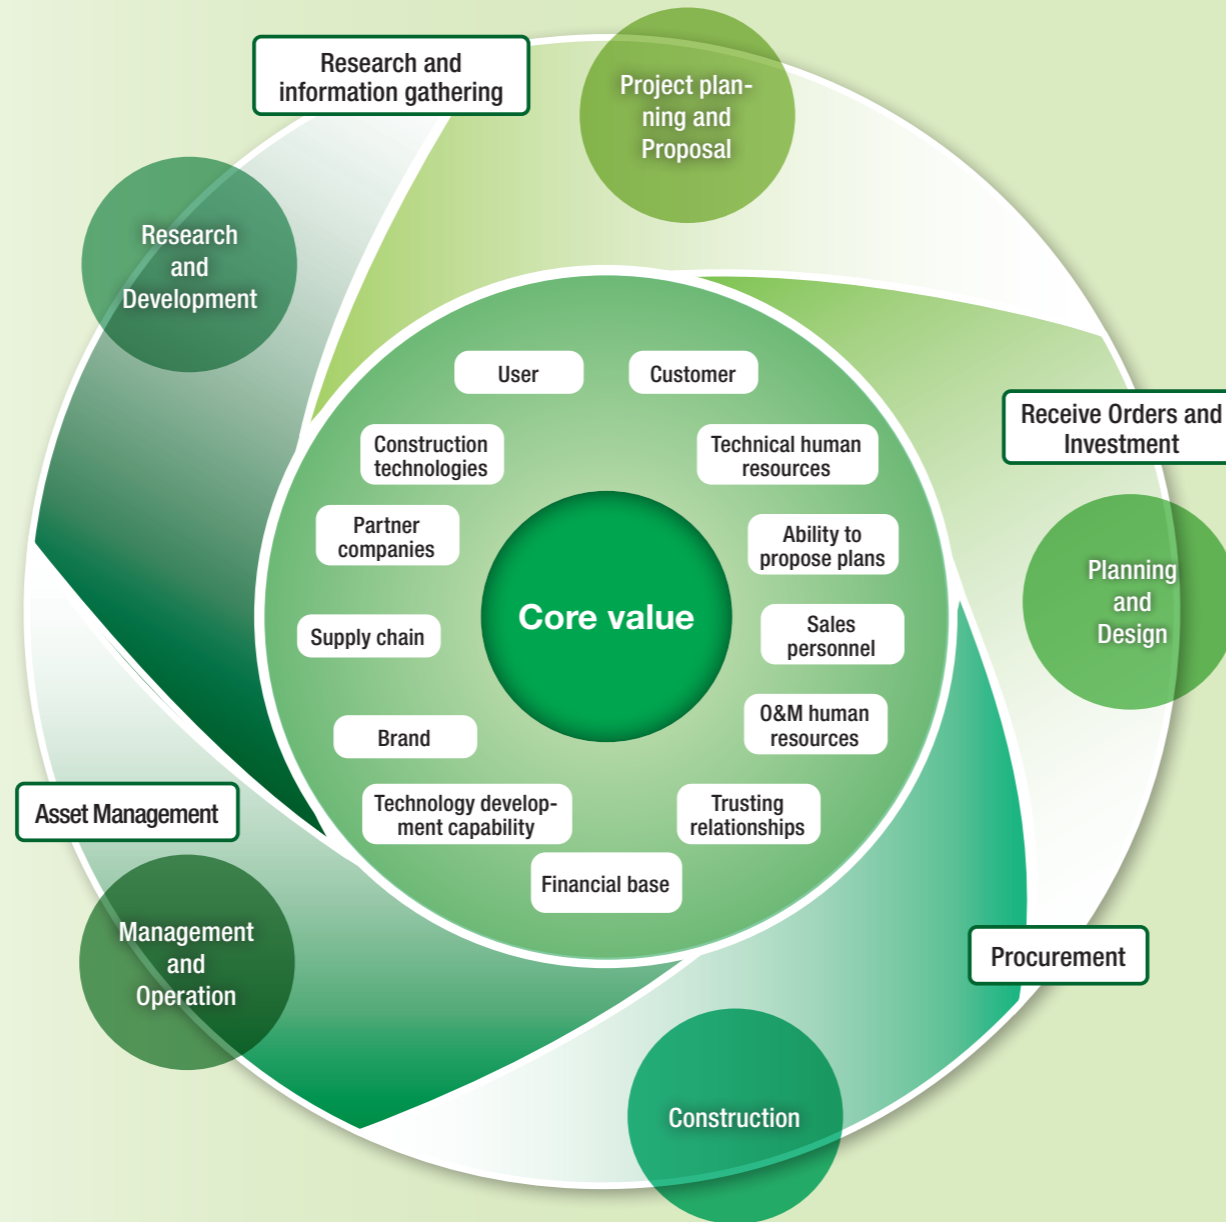 Research and
information gathering
Project plan-
ning and
Proposal
Research
and
Development
User
Customer
Receive Orders and
Investment
Construction
technologies
Technical human
resources
Partner
companies
Ability to
propose plans
Planning
and
Design
Core value
Supply chain
Sales
personnel
Brand
O&M human
resources
Asset Management
Technology develop-
ment capability
Trusting
relationships
Financial base
Management
and
Operation
Procurement
Construction